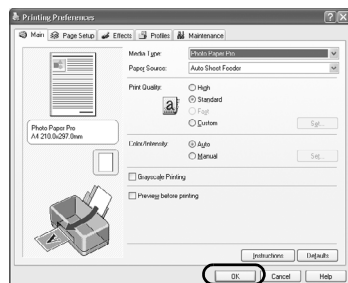 Printing Preferences
Main Page Setup Effects Profiles Maintenance
Media Type: Photo Paper Pro
Paper Source: Auto Sheet Feeder
Print Quality: High
Standard
Fast
Custom Set...
Photo Paper Pro
A4 210.0x297.0mm
Color/Intensity: Auto
Manual Set...
Grayscale Printing
Preview before printing
Instructions Defaults
OK Cancel Help